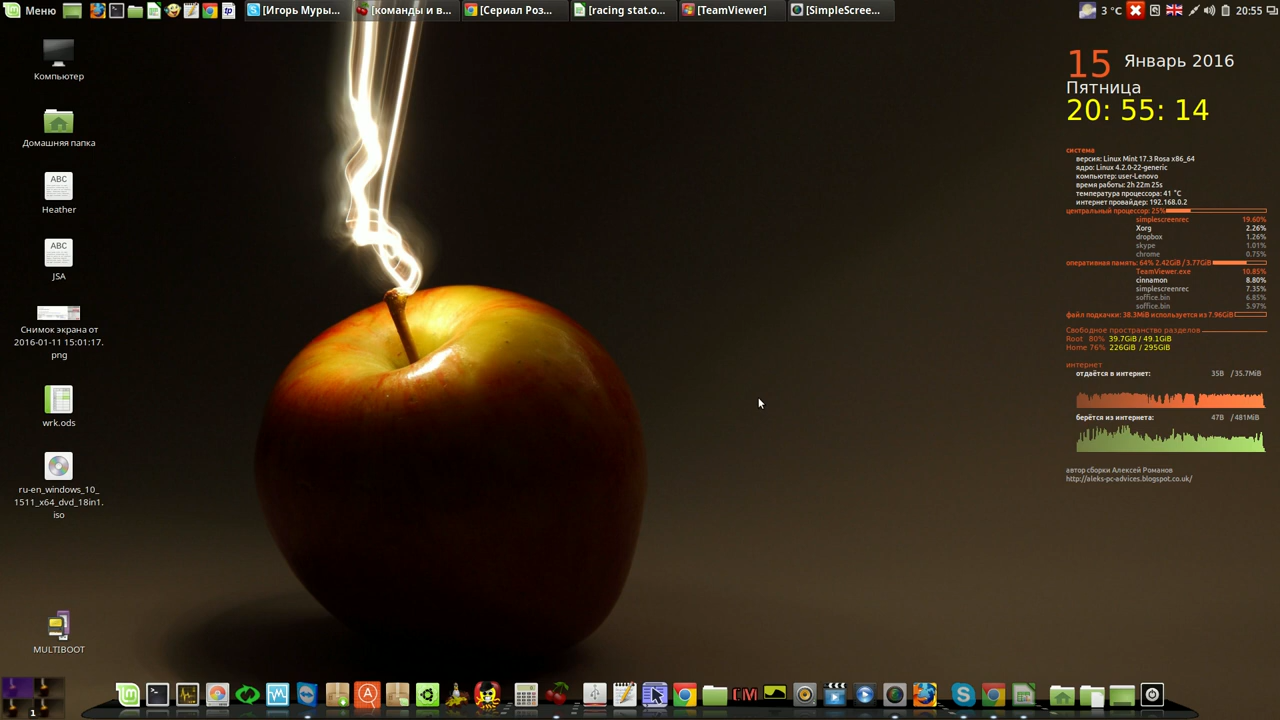 Меню
[Игорь Муры...
[команды и в...
[Сериал Роз...
[racing stat.o...
[TeamViewer]
[SimpleScree...
3 °C
20:55
Компьютер
Домашняя папка
ABC
Heather
ABC
JSA
Снимок экрана от
2016-01-11 15:01:17.
png
wrk.ods
ru-en_windows_10_
1511_x64_dvd_18in1.
iso
MULTIBOOT
15 Январь 2016
Пятница
20: 55: 14
система
версия: Linux Mint 17.3 Rosa x86_64
ядро: Linux 4.2.0-22-generic
компьютер: user-Lenovo
время работы: 2h 22m 25s
температура процессора: 41 °C
интернет провайдер: 192.168.0.2
центральный процессор: 25%
simplescreenrec 19.60%
Xorg 2.26%
dropbox 1.26%
skype 1.01%
chrome 0.75%
оперативная память: 64% 2.42GiB / 3.77GiB
TeamViewer.exe 10.85%
cinnamon 8.80%
simplescreenrec 7.35%
soffice.bin 6.85%
soffice.bin 5.97%
файл подкачки: 38.3MiB используется из 7.96GiB
Свободное пространство разделов
Root 80% 39.7GiB / 49.1GiB
Home 76% 226GiB / 295GiB
интернет
отдаётся в интернет: 35B / 35.7MiB
берётся из интернета: 47B / 481MiB
автор сборки Алексей Романов
http://aleks-pc-advices.blogspot.co.uk/
1